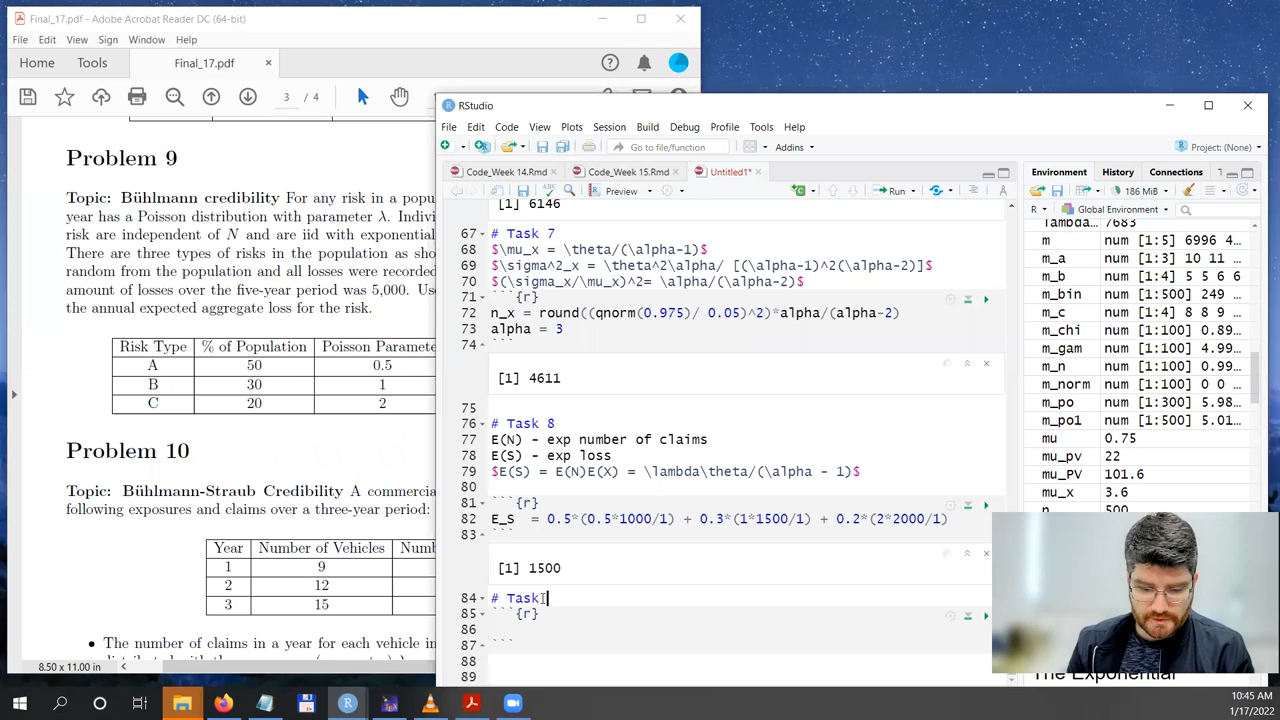 Final_17.pdf - Adobe Acrobat Reader DC (64-bit)
File Edit View Sign Window Help
Home Tools Final_17.pdf ×
3 / 4
Problem 9
Topic: Bühlmann credibility For any risk in a popu
year has a Poisson distribution with parameter λ. Indivi
risk are independent of N and are iid with exponential
There are three types of risks in the population as sho
random from the population and all losses were recorded
amount of losses over the five-year period was 5,000. Use
the annual expected aggregate loss for the risk.
Risk Type % of Population Poisson Paramete
A 50 0.5
B 30 1
C 20 2
Problem 10
Topic: Bühlmann-Straub Credibility A commercia
following exposures and claims over a three-year period:
Year Number of Vehicles Numb
1 9
2 12
3 15
• The number of claims in a year for each vehicle in
8.50 x 11.00 in
RStudio
File Edit Code View Plots Session Build Debug Profile Tools Help
Go to file/function Addins Project: (None)
Code_Week 14.Rmd Code_Week 15.Rmd Untitled1*
Preview Run
[1] 6146
67 # Task 7
68 $\mu_x = \theta/(\alpha-1)$
69 $\sigma^2_x = \theta^2\alpha/ [(\alpha-1)^2(\alpha-2)]$
70 $(\sigma_x/\mu_x)^2= \alpha/(\alpha-2)$
71 ```{r}
72 n_x = round((qnorm(0.975)/ 0.05)^2)*alpha/(alpha-2)
73 alpha = 3
74 ```
[1] 4611
75
76 # Task 8
77 E(N) - exp number of claims
78 E(S) - exp loss
79 $E(S) = E(N)E(X) = \lambda\theta/(\alpha - 1)$
80
81 ```{r}
82 E_S = 0.5*(0.5*1000/1) + 0.3*(1*1500/1) + 0.2*(2*2000/1)
83 ```
[1] 1500
84 # Task
85 ```{r}
86
87 ```
88
89
Environment History Connections
186 MiB
R Global Environment
lambda… 7683
m num [1:5] 6996 4…
m_a num [1:3] 10 11 …
m_b num [1:4] 5 5 6 6
m_bin num [1:500] 249 …
m_c num [1:4] 8 8 9 …
m_chi num [1:100] 0.89…
m_gam num [1:100] 4.99…
m_n num [1:100] 0.99…
m_norm num [1:100] 0 0 …
m_po num [1:300] 5.98…
m_po1 num [1:500] 5.01…
mu 0.75
mu_pv 22
mu_PV 101.6
mu_x 3.6
n 500
The Exponential
10:45 AM
1/17/2022